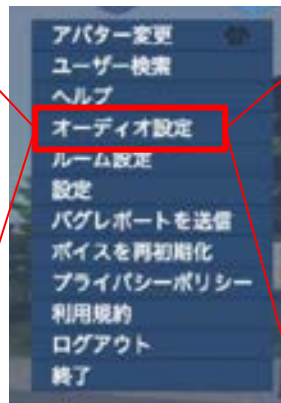 アバター変更
ユーザー検索
ヘルプ
オーディオ設定
ルーム設定
設定
バグレポートを送信
ボイスを再初期化
プライバシーポリシー
利用規約
ログアウト
終了